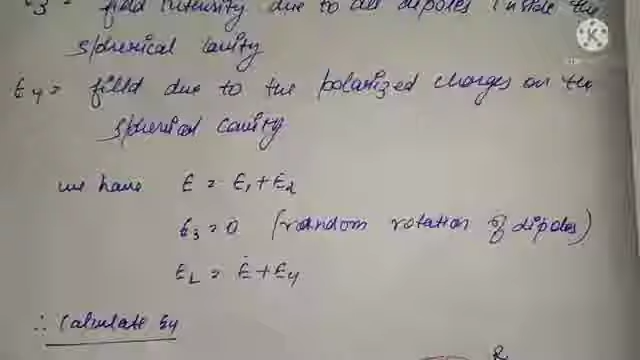 E3 = field intensity due to all dipoles inside the
spherical cavity
E4 = field due to the polarized charges on the
spherical cavity
we have E = E1 + E2
E3 = 0 (random rotation of dipoles)
EL = E + E4
∴ Calculate E4
R